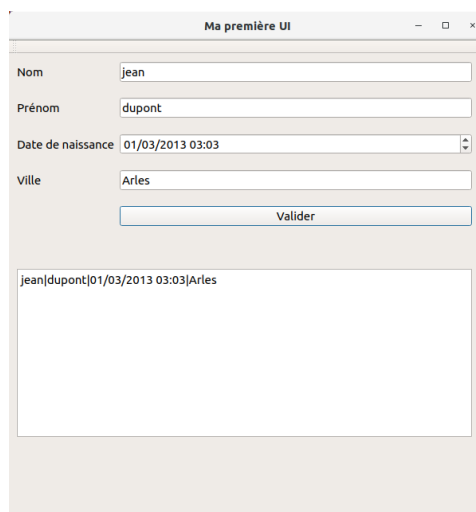 Ma première UI
Nom jean
Prénom dupont
Date de naissance 01/03/2013 03:03
Ville Arles
Valider
jean|dupont|01/03/2013 03:03|Arles